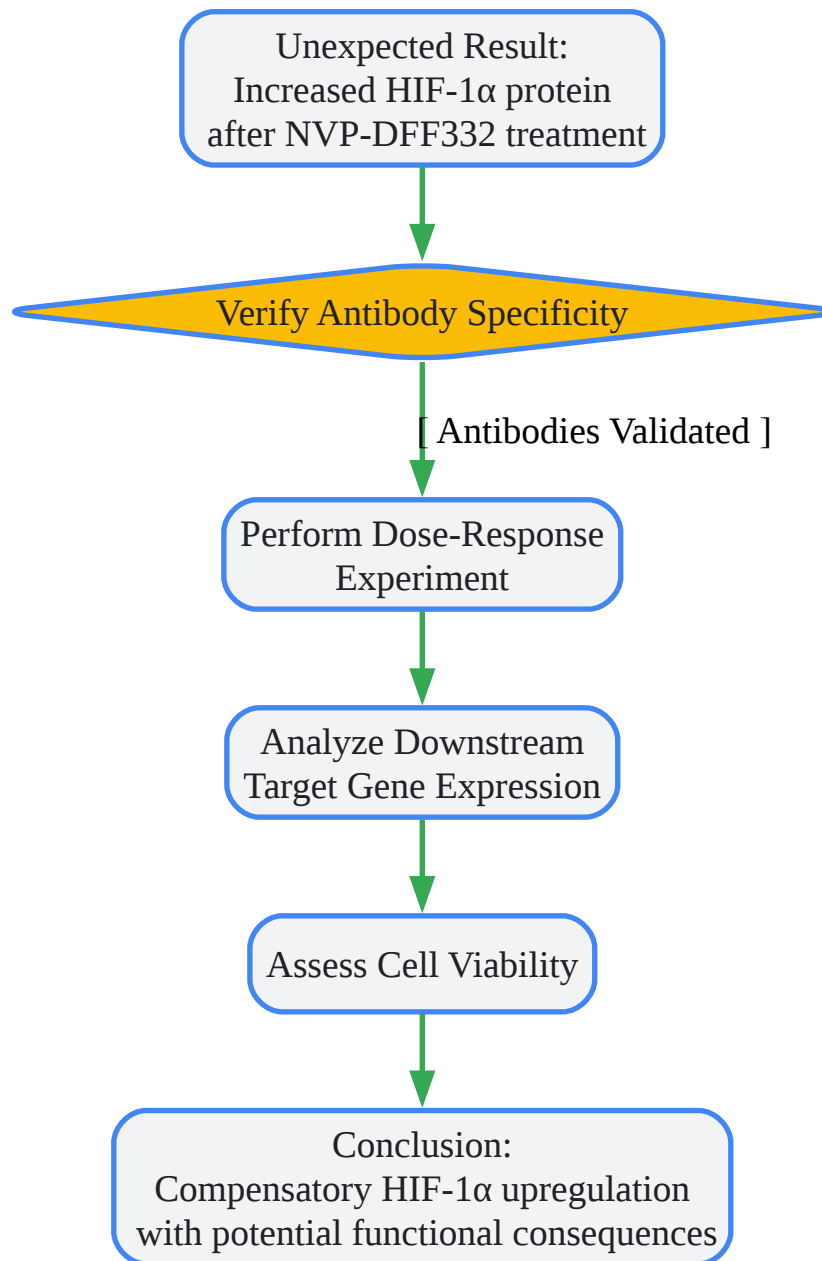 Unexpected Result:
Increased HIF-1α protein
after NVP-DFF332 treatment
Verify Antibody Specificity
[ Antibodies Validated ]
Perform Dose-Response
Experiment
Analyze Downstream
Target Gene Expression
Assess Cell Viability
Conclusion:
Compensatory HIF-1α upregulation
with potential functional consequences